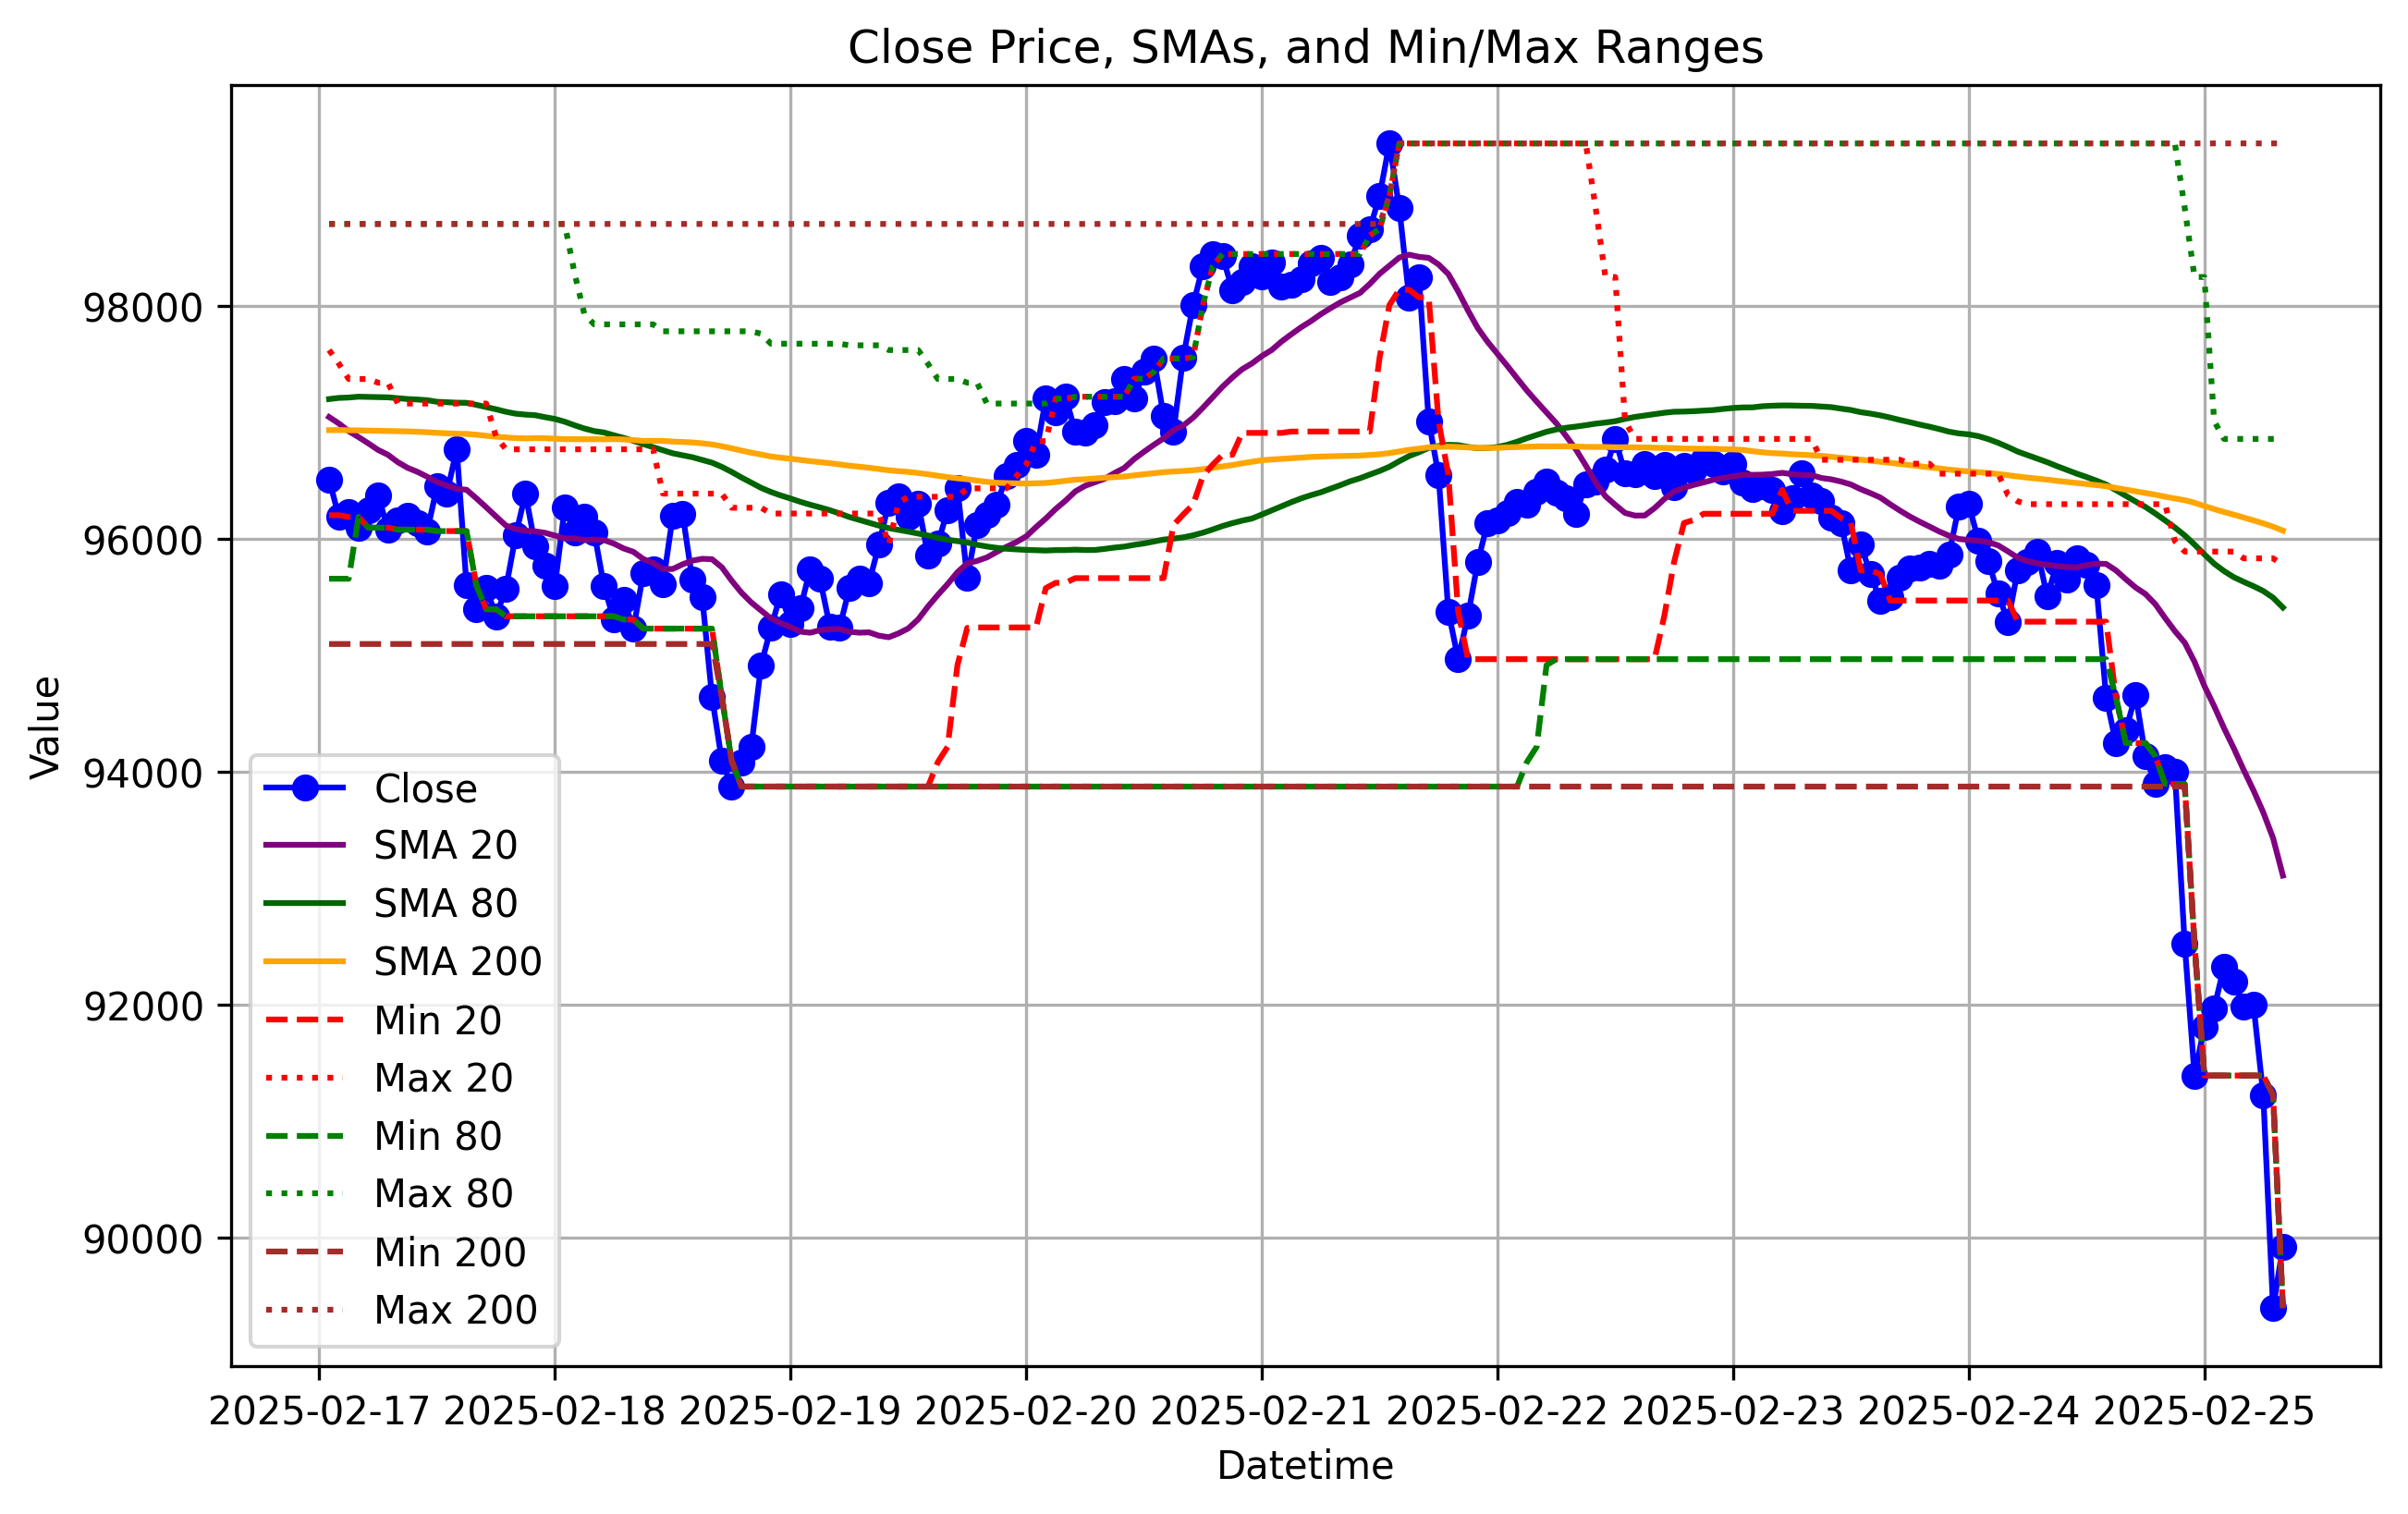 Close Price, SMAs, and Min/Max Ranges
Value
98000
96000
94000
92000
90000
Close
SMA 20
SMA 80
SMA 200
Min 20
Max 20
Min 80
Max 80
Min 200
Max 200
2025-02-17 2025-02-18 2025-02-19 2025-02-20 2025-02-21 2025-02-22 2025-02-23 2025-02-24 2025-02-25
Datetime